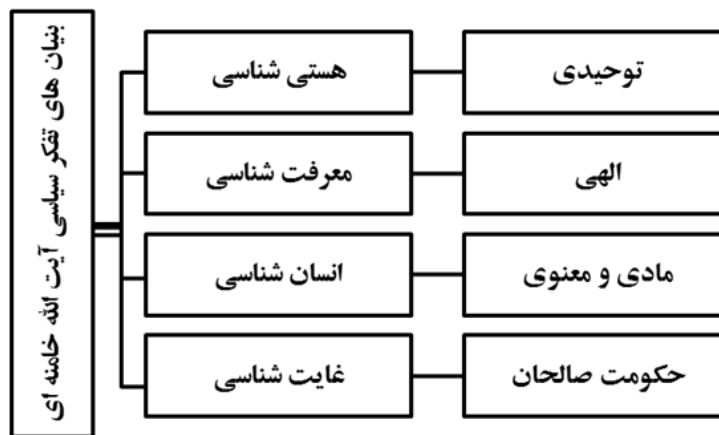 بنیان های تفکر سیاسی آیت الله خامنه ای
هستی شناسی
توحیدی
معرفت شناسی
الهی
انسان شناسی
مادی و معنوی
غایت شناسی
حکومت صالحان